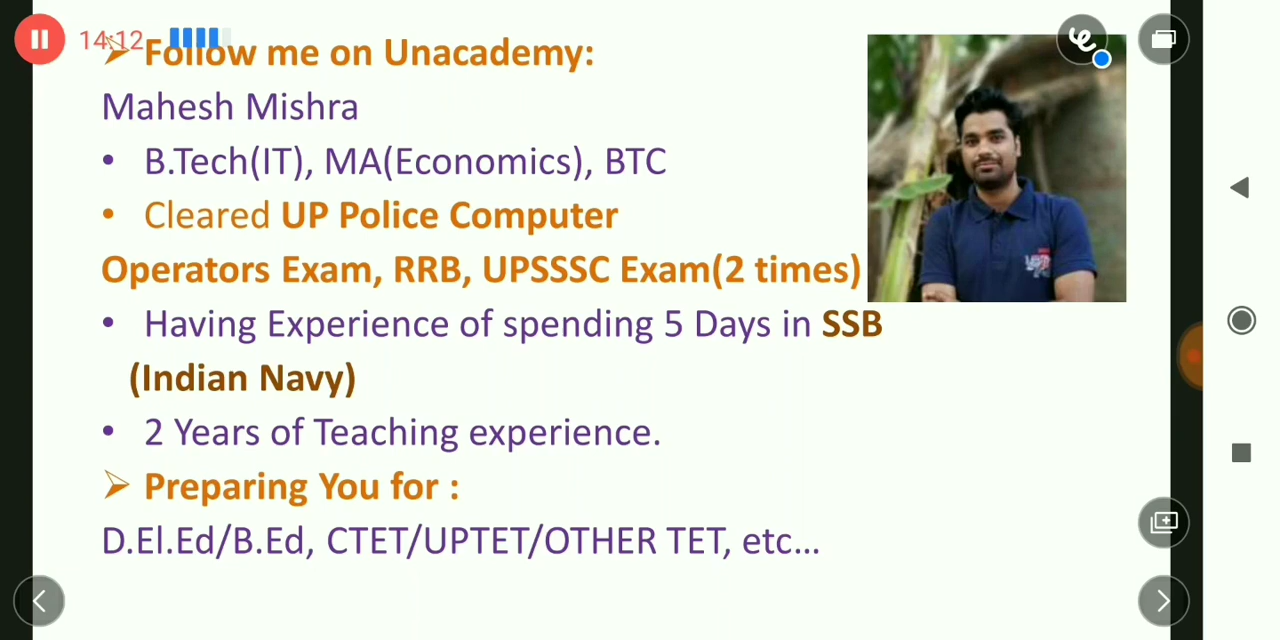 14:12
➢ Follow me on Unacademy:
Mahesh Mishra
• B.Tech(IT), MA(Economics), BTC
• Cleared UP Police Computer
Operators Exam, RRB, UPSSSC Exam(2 times)
• Having Experience of spending 5 Days in SSB
(Indian Navy)
• 2 Years of Teaching experience.
➢ Preparing You for :
D.El.Ed/B.Ed, CTET/UPTET/OTHER TET, etc...